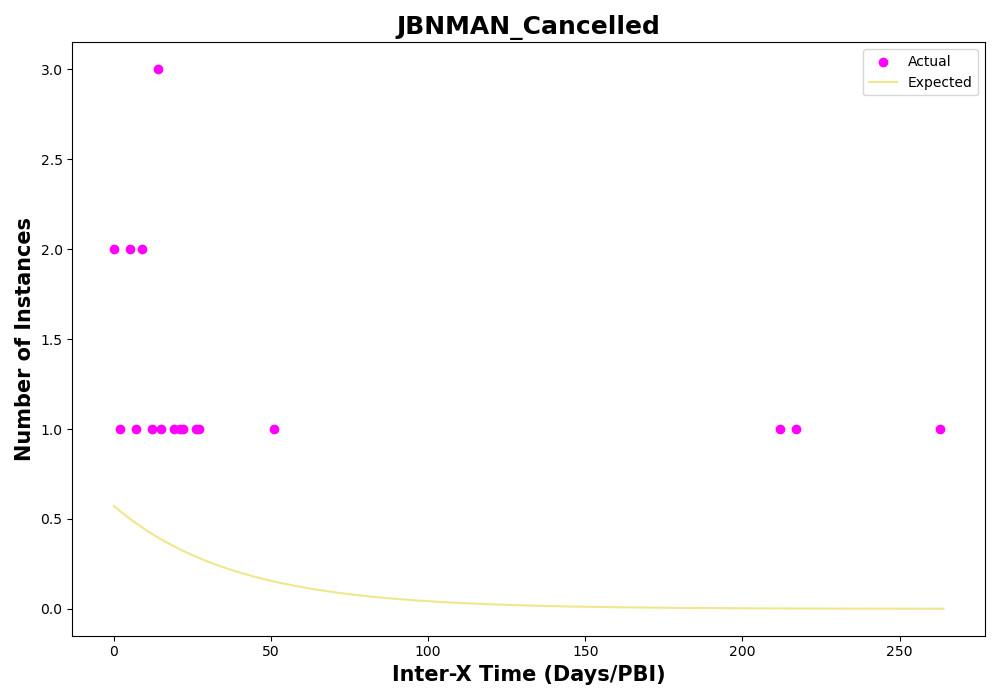 JBNMAN_Cancelled
Actual
Expected
3.0
2.5
2.0
1.5
1.0
0.5
0.0
Number of Instances
0 50 100 150 200 250
Inter-X Time (Days/PBI)